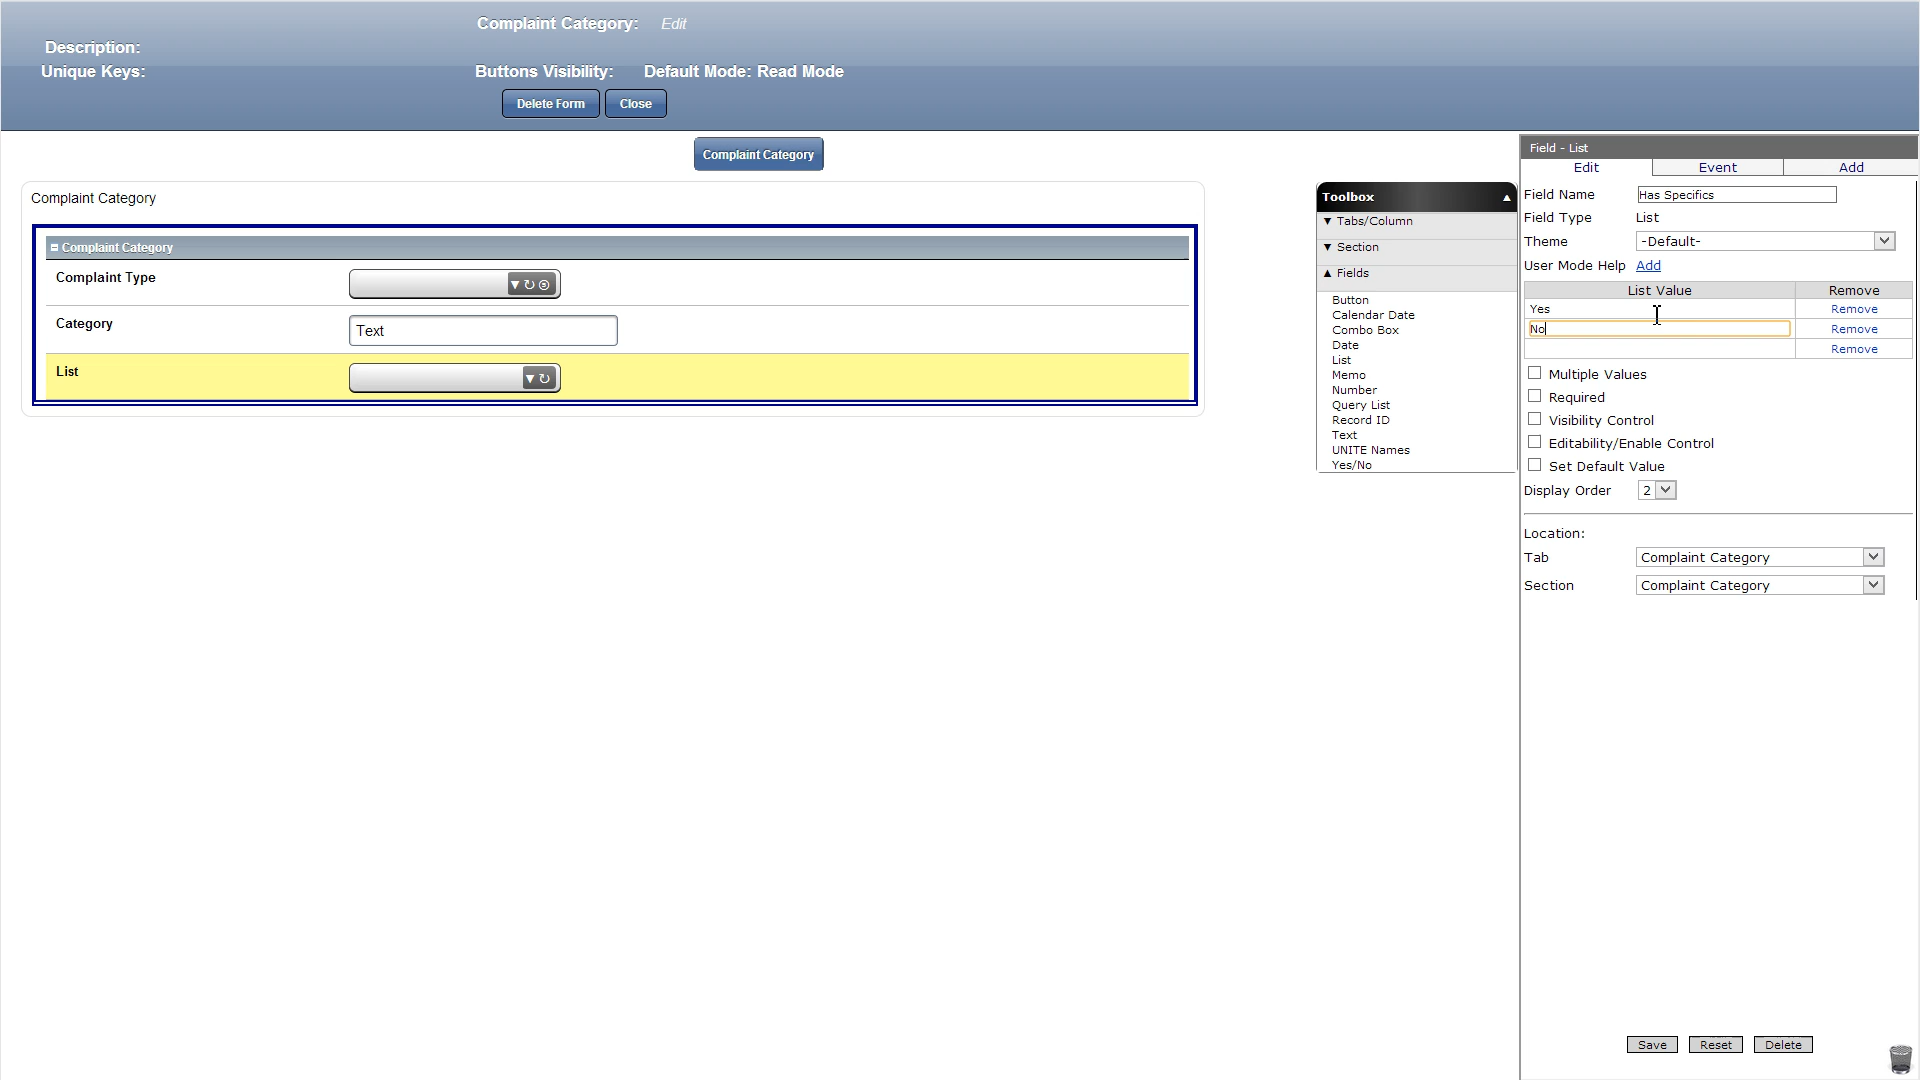 Complaint Category: Edit
Description:
Unique Keys:
Buttons Visibility: Default Mode: Read Mode
Delete Form Close
Complaint Category
Complaint Category
Complaint Category
Complaint Type
Category Text
List
Toolbox
Tabs/Column
Section
Fields
Button
Calendar Date
Combo Box
Date
List
Memo
Number
Query List
Record ID
Text
UNITE Names
Yes/No
Field - List
Edit Event Add
Field Name Has Specifics
Field Type List
Theme -Default-
User Mode Help Add
List Value Remove
Yes Remove
No Remove
Remove
Multiple Values
Required
Visibility Control
Editability/Enable Control
Set Default Value
Display Order 2
Location:
Tab Complaint Category
Section Complaint Category
Save Reset Delete